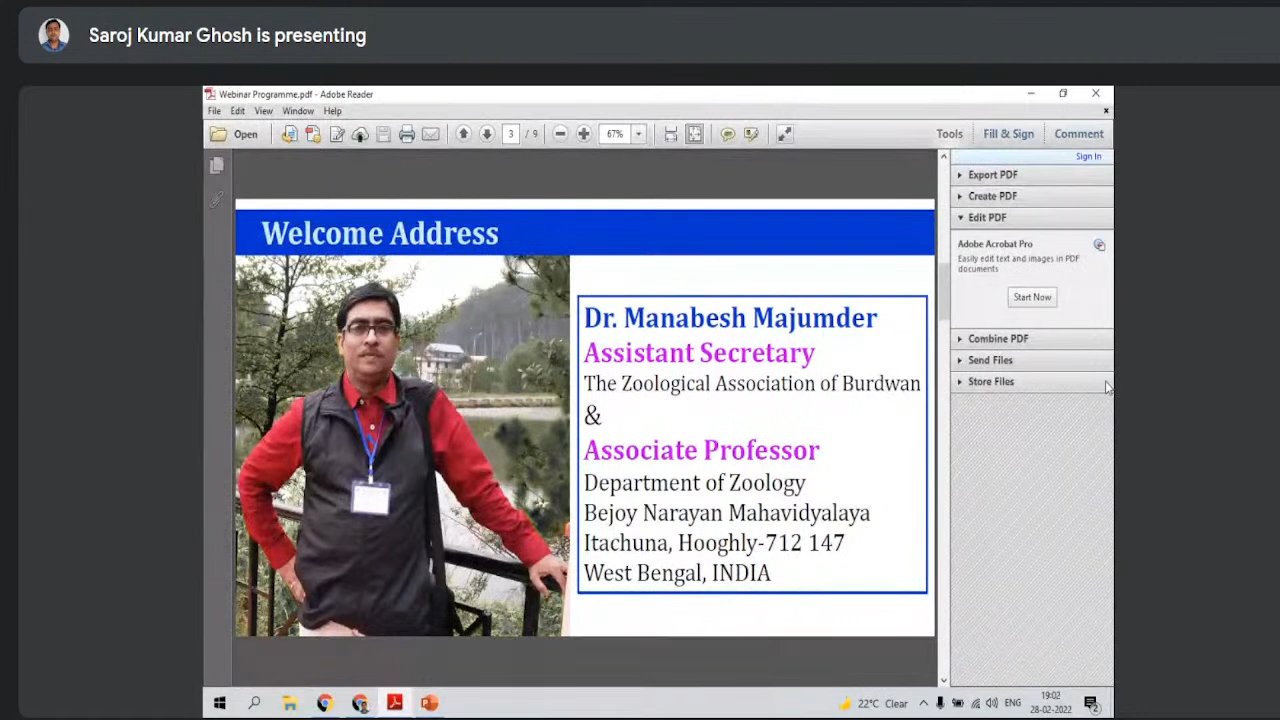 Saroj Kumar Ghosh is presenting
Webinar Programme.pdf - Adobe Reader
File Edit View Window Help
Open 3 / 9 67% Tools Fill & Sign Comment
Sign In
Export PDF
Create PDF
Edit PDF
Adobe Acrobat Pro
Easily edit text and images in PDF
documents
Start Now
Combine PDF
Send Files
Store Files
Welcome Address
Dr. Manabesh Majumder
Assistant Secretary
The Zoological Association of Burdwan
&
Associate Professor
Department of Zoology
Bejoy Narayan Mahavidyalaya
Itachuna, Hooghly-712 147
West Bengal, INDIA
22°C Clear ENG 19:02
28-02-2022 2